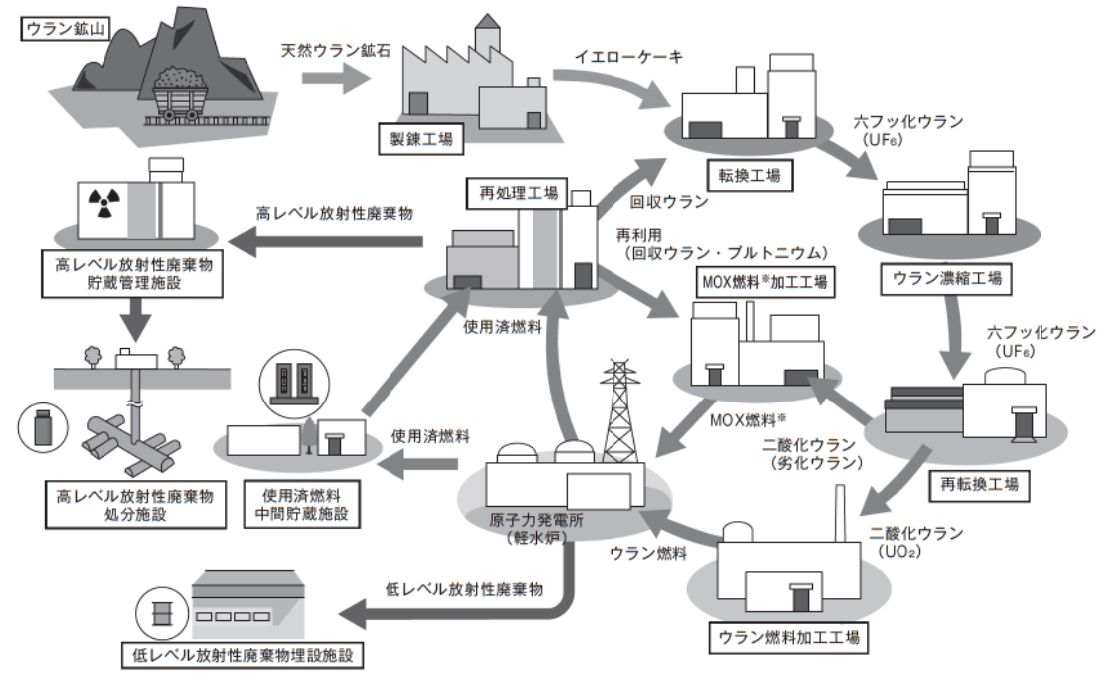 ウラン鉱山
天然ウラン鉱石
製錬工場
イエローケーキ
転換工場
六フッ化ウラン
（UF₆）
ウラン濃縮工場
六フッ化ウラン
（UF₆）
再転換工場
二酸化ウラン
（劣化ウラン）
二酸化ウラン
（UO₂）
ウラン燃料加工工場
ウラン燃料
原子力発電所
（軽水炉）
MOX燃料※
MOX燃料※加工工場
再利用
（回収ウラン・プルトニウム）
回収ウラン
再処理工場
使用済燃料
高レベル放射性廃棄物
高レベル放射性廃棄物
貯蔵管理施設
高レベル放射性廃棄物
処分施設
使用済燃料
使用済燃料
中間貯蔵施設
低レベル放射性廃棄物
低レベル放射性廃棄物埋設施設